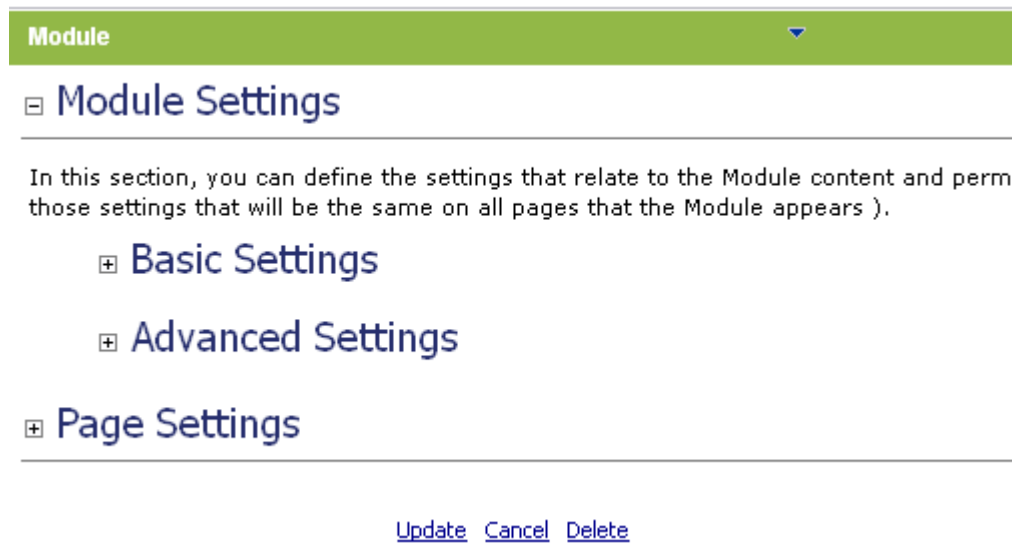 Module
Module Settings
In this section, you can define the settings that relate to the Module content and perm
those settings that will be the same on all pages that the Module appears ).
Basic Settings
Advanced Settings
Page Settings
Update Cancel Delete